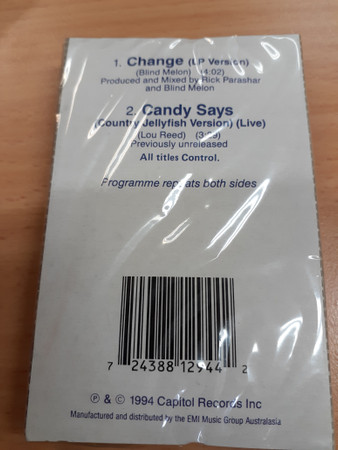 1. Change (LP Version)
(Blind Melon) (4:02)
Produced and Mixed by Rick Parashar
and Blind Melon
2. Candy Says
(Country Jellyfish Version) (Live)
(Lou Reed)
Previously unreleased
All titles Control.
Programme repeats both sides
7 24388 12944 2
℗ & © 1994 Capitol Records Inc
Manufactured and distributed by the EMI Music Group Australasia